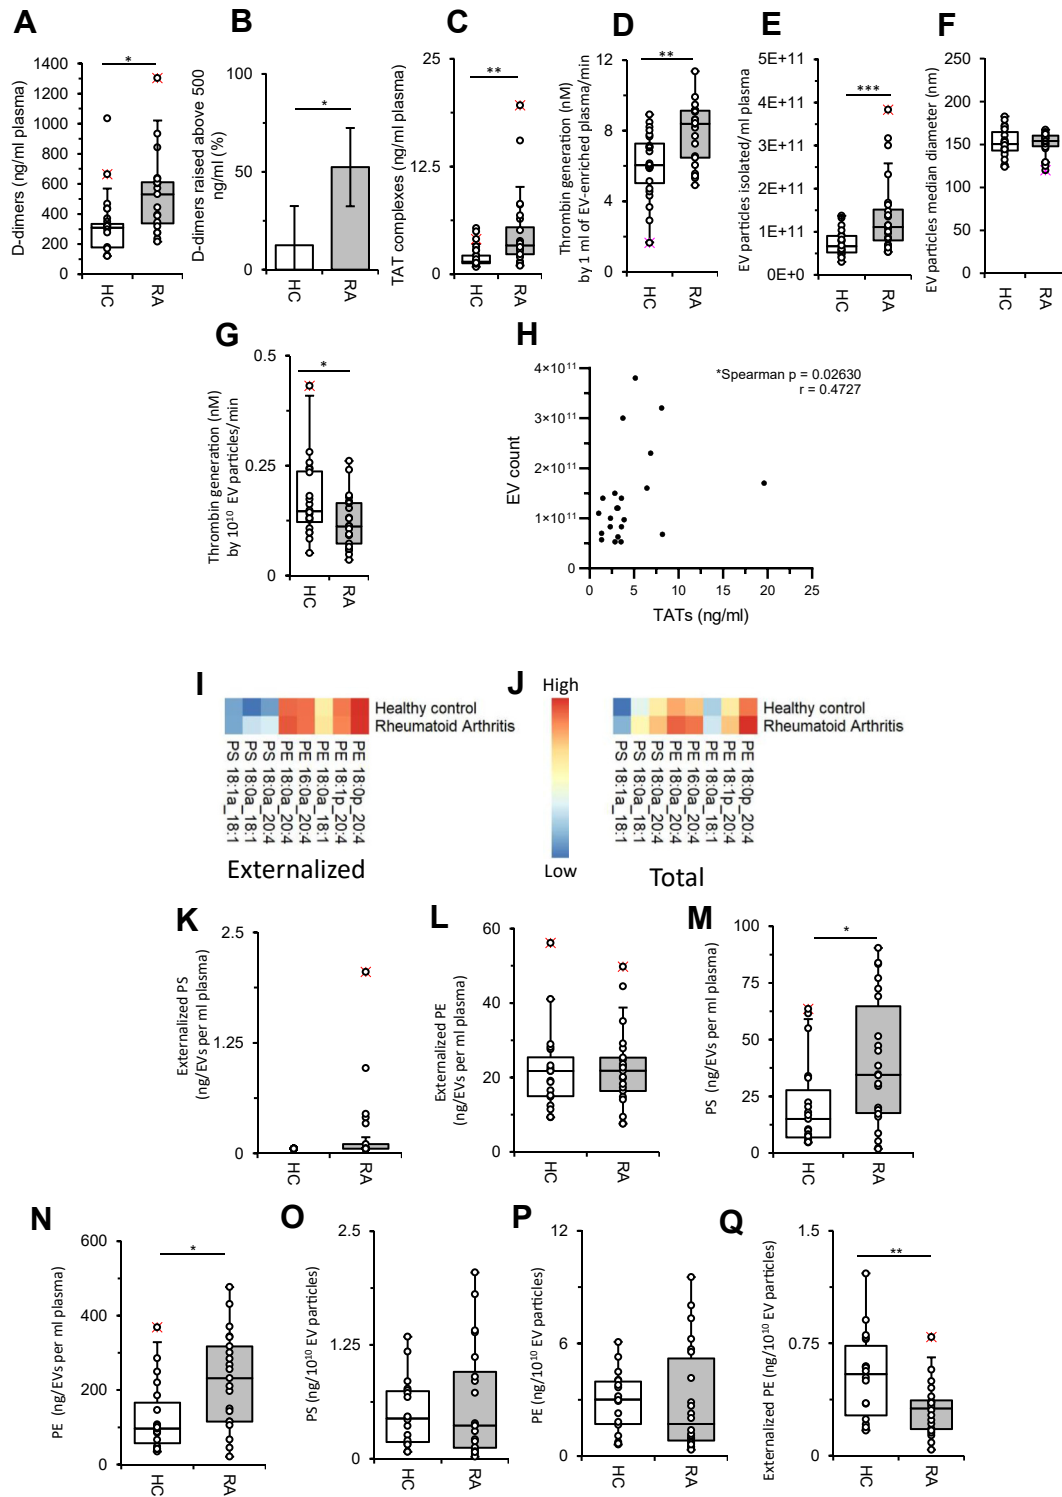 A
D-dimers (ng/ml plasma)
1400
1200
1000
800
600
400
200
0
*
HC
RA
B
D-dimers raised above 500
ng/ml (%)
100
50
0
*
HC
RA
C
TAT complexes (ng/ml plasma)
25
12.5
0
**
HC
RA
D
Thrombin generation (nM)
by 1 ml of EV-enriched plasma/min
12
8
4
0
**
HC
RA
E
EV particles isolated/ml plasma
5E+11
4E+11
3E+11
2E+11
1E+11
0E+0
***
HC
RA
F
EV particles median diameter (nm)
250
200
150
100
50
0
HC
RA
G
Thrombin generation (nM)
by 10¹⁰ EV particles/min
0.5
0.25
0
*
HC
RA
H
EV count
4×10¹¹
3×10¹¹
2×10¹¹
1×10¹¹
0
*Spearman p = 0.02630
r = 0.4727
0 5 10 15 20 25
TATs (ng/ml)
I
Healthy control
Rheumatoid Arthritis
PS 18:1a_18:1
PS 18:0a_18:1
PS 18:0a_20:4
PE 18:0a_20:4
PE 16:0a_20:4
PE 18:0a_18:1
PE 18:1p_20:4
PE 18:0p_20:4
Externalized
J
High
Low
Healthy control
Rheumatoid Arthritis
PS 18:1a_18:1
PS 18:0a_18:1
PS 18:0a_20:4
PE 18:0a_20:4
PE 16:0a_20:4
PE 18:0a_18:1
PE 18:1p_20:4
PE 18:0p_20:4
Total
K
Externalized PS
(ng/EVs per ml plasma)
2.5
1.25
0
HC
RA
L
Externalized PE
(ng/EVs per ml plasma)
60
40
20
0
HC
RA
M
PS (ng/EVs per ml plasma)
100
75
50
25
0
*
HC
RA
N
PE (ng/EVs per ml plasma)
600
400
200
0
*
HC
RA
O
PS (ng/10¹⁰ EV particles)
2.5
1.25
0
HC
RA
P
PE (ng/10¹⁰ EV particles)
12
6
0
HC
RA
Q
Externalized PE (ng/10¹⁰ EV particles)
1.5
0.75
0
**
HC
RA